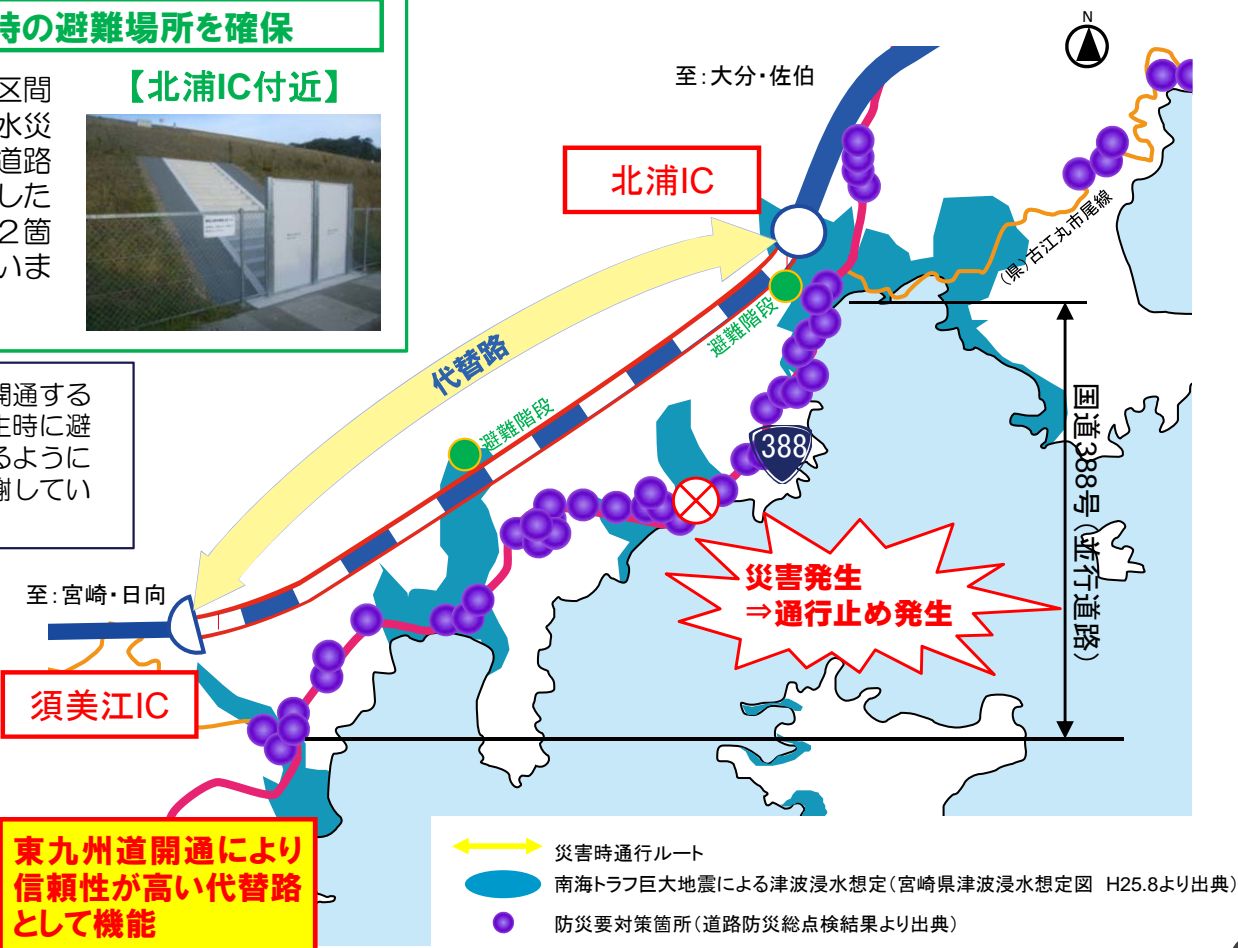 時の避難場所を確保
区間
水災
道路
した
2箇
いま
【北浦IC付近】
開通する
生時に避
るように
謝してい
N
至:大分・佐伯
北浦IC
(県)古江丸市尾線
避難階段
代替路
避難階段
388
国道388号(並行道路)
災害発生
⇒通行止め発生
至:宮崎・日向
須美江IC
東九州道開通により
信頼性が高い代替路
として機能
災害時通行ルート
南海トラフ巨大地震による津波浸水想定(宮崎県津波浸水想定図 H25.8より出典)
防災要対策箇所(道路防災総点検結果より出典)